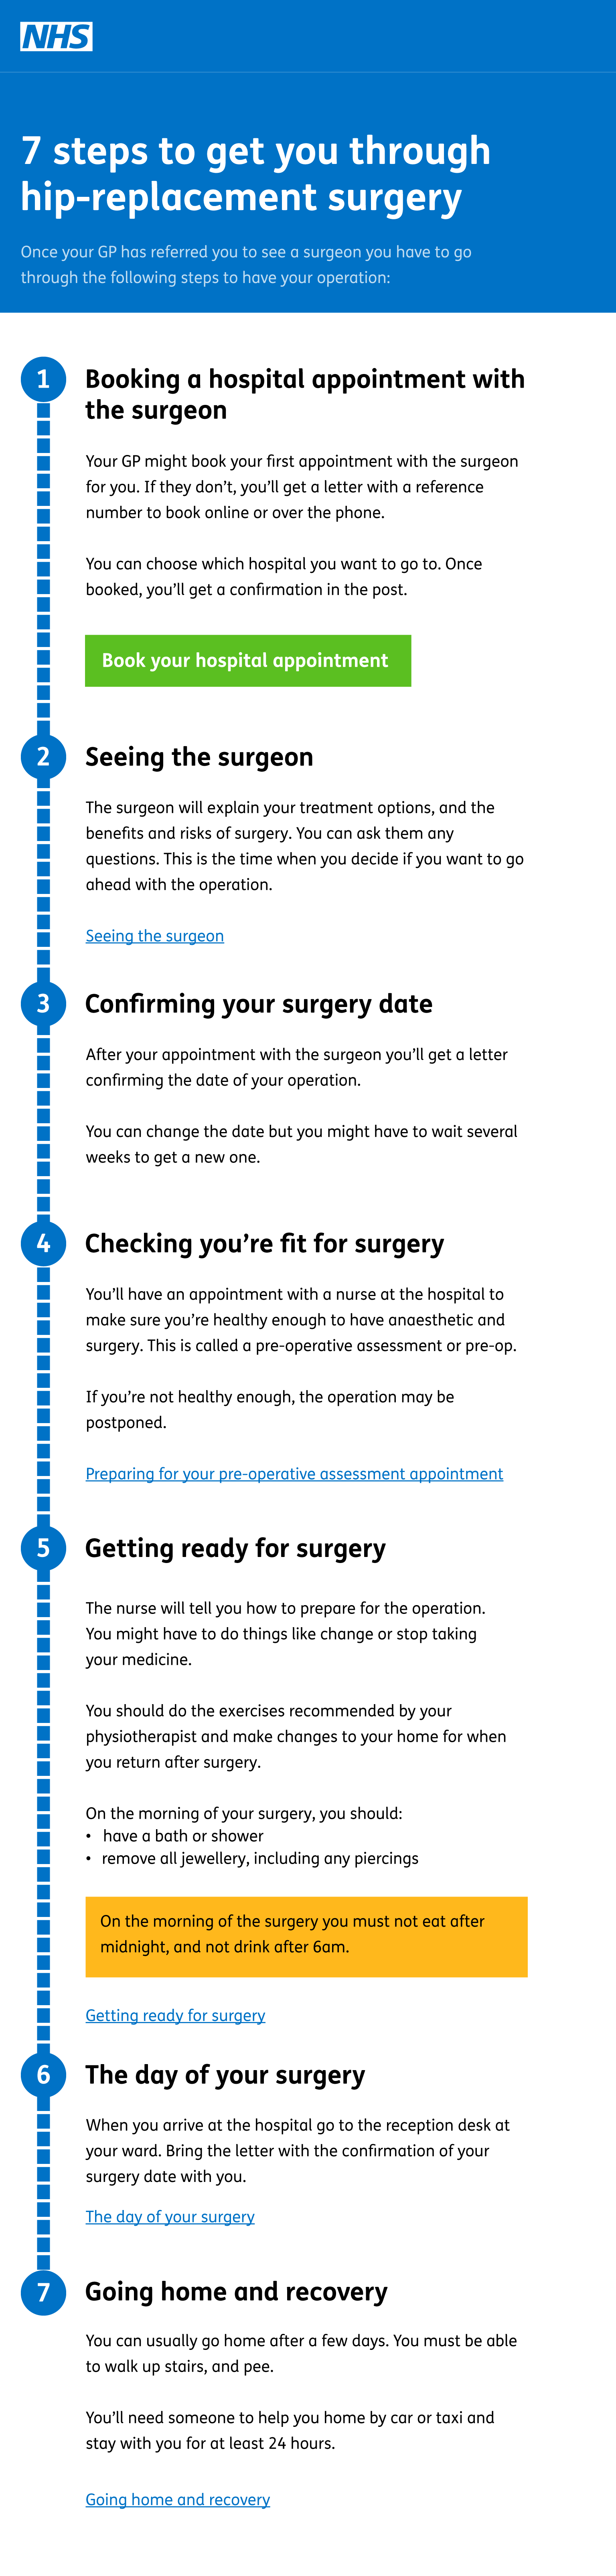 NHS
7 steps to get you through
hip-replacement surgery
Once your GP has referred you to see a surgeon you have to go
through the following steps to have your operation:
1
Booking a hospital appointment with
the surgeon
Your GP might book your first appointment with the surgeon
for you. If they don’t, you’ll get a letter with a reference
number to book online or over the phone.
You can choose which hospital you want to go to. Once
booked, you’ll get a confirmation in the post.
Book your hospital appointment
2
Seeing the surgeon
The surgeon will explain your treatment options, and the
benefits and risks of surgery. You can ask them any
questions. This is the time when you decide if you want to go
ahead with the operation.
Seeing the surgeon
3
Confirming your surgery date
After your appointment with the surgeon you’ll get a letter
confirming the date of your operation.
You can change the date but you might have to wait several
weeks to get a new one.
4
Checking you’re fit for surgery
You’ll have an appointment with a nurse at the hospital to
make sure you’re healthy enough to have anaesthetic and
surgery. This is called a pre-operative assessment or pre-op.
If you’re not healthy enough, the operation may be
postponed.
Preparing for your pre-operative assessment appointment
5
Getting ready for surgery
The nurse will tell you how to prepare for the operation.
You might have to do things like change or stop taking
your medicine.
You should do the exercises recommended by your
physiotherapist and make changes to your home for when
you return after surgery.
On the morning of your surgery, you should:
• have a bath or shower
• remove all jewellery, including any piercings
On the morning of the surgery you must not eat after
midnight, and not drink after 6am.
Getting ready for surgery
6
The day of your surgery
When you arrive at the hospital go to the reception desk at
your ward. Bring the letter with the confirmation of your
surgery date with you.
The day of your surgery
7
Going home and recovery
You can usually go home after a few days. You must be able
to walk up stairs, and pee.
You’ll need someone to help you home by car or taxi and
stay with you for at least 24 hours.
Going home and recovery